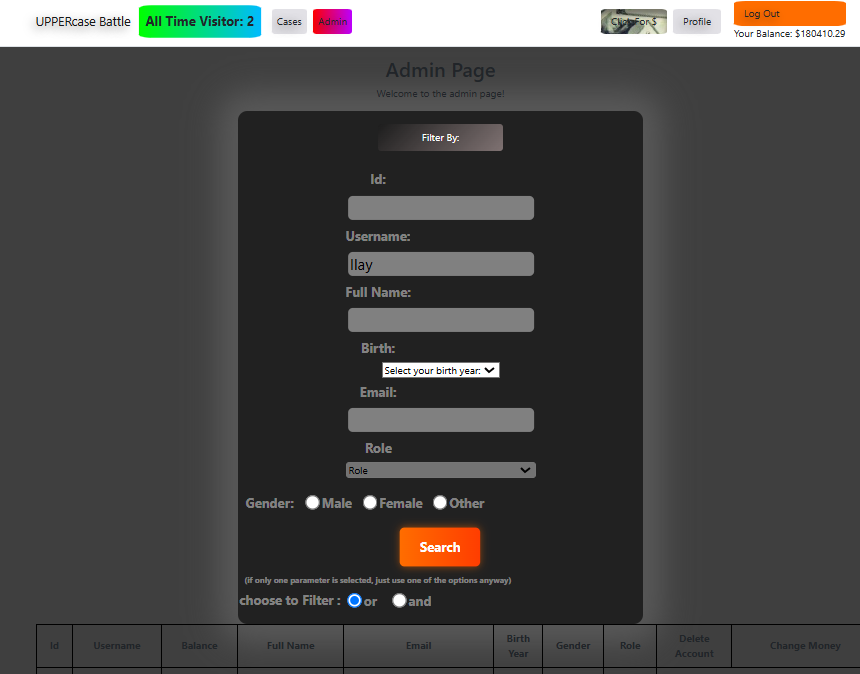 UPPERcase Battle
All Time Visitor: 2
Cases
Admin
Click For $
Profile
Log Out
Your Balance: $180410.29
Admin Page
Welcome to the admin page!
Filter By:
Id:
Username:
Ilay
Full Name:
Birth:
Select your birth year:
Email:
Role
Role
Gender: Male Female Other
Search
(if only one parameter is selected, just use one of the options anyway)
choose to Filter : or and
Id Username Balance Full Name Email Birth Year Gender Role Delete Account Change Money